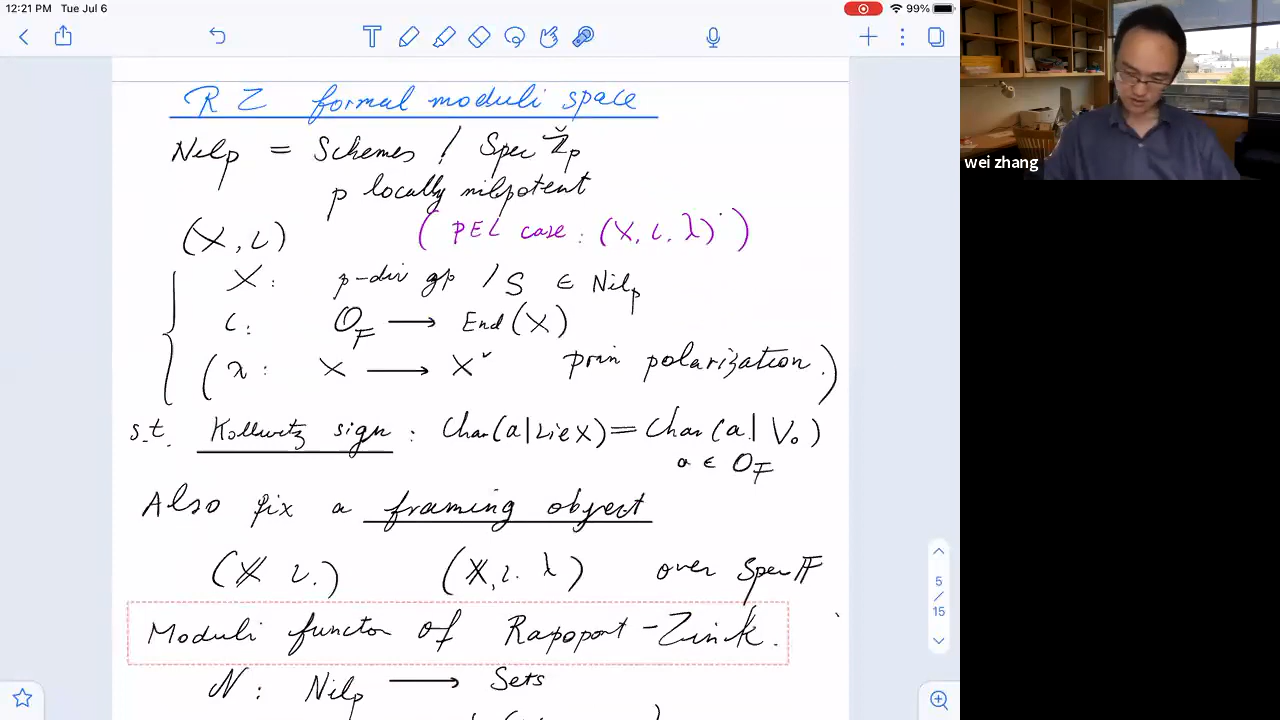 12:21 PM Tue Jul 6
99%
RZ formal moduli space
Nilp = Schemes / Spec Z̆p
p locally nilpotent
(X, ι) (PEL case: (X, ι, λ))
X: p-div gp / S ∈ Nilp
ι: O_F → End(X)
(λ: X → X^∨ prin polarization.)
s.t. Kottwitz sign: Char(a|Lie X) = Char(a| V₀)
a ∈ O_F
Also fix a framing object
(𝕏 ι.) (𝕏, ι. λ) over Spec 𝔽
Moduli functor of Rapoport-Zink.
N: Nilp → Sets
5
/
15
wei zhang